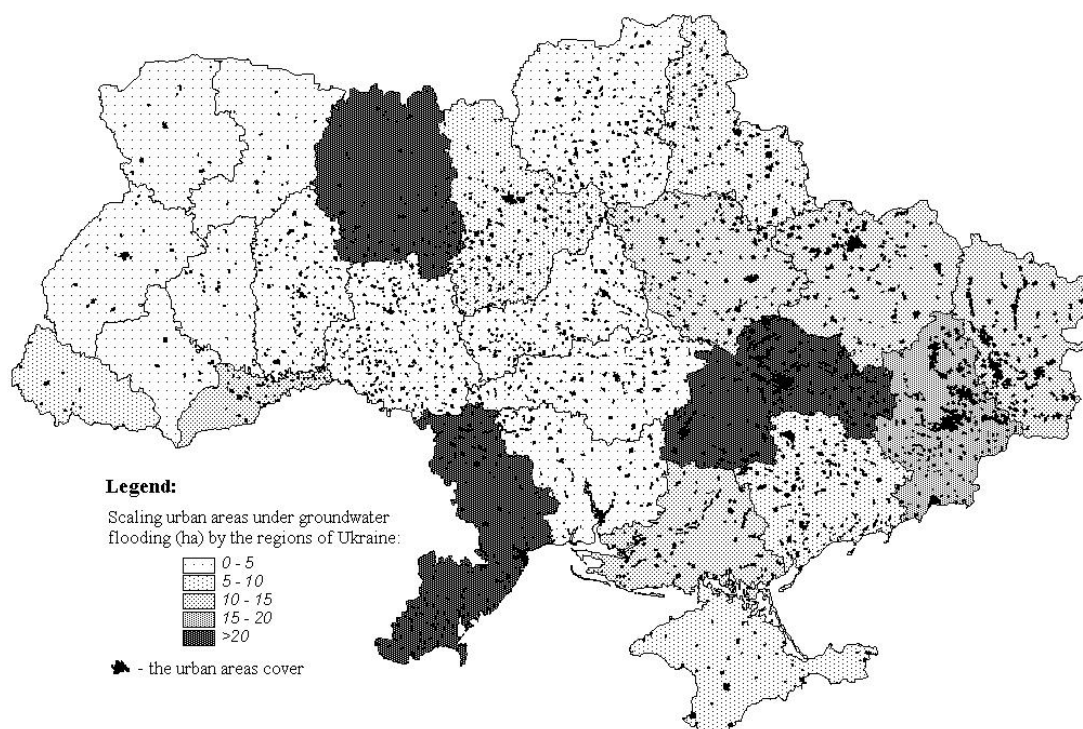 Legend:
Scaling urban areas under groundwater
flooding (ha) by the regions of Ukraine:
0 - 5
5 - 10
10 - 15
15 - 20
>20
- the urban areas cover